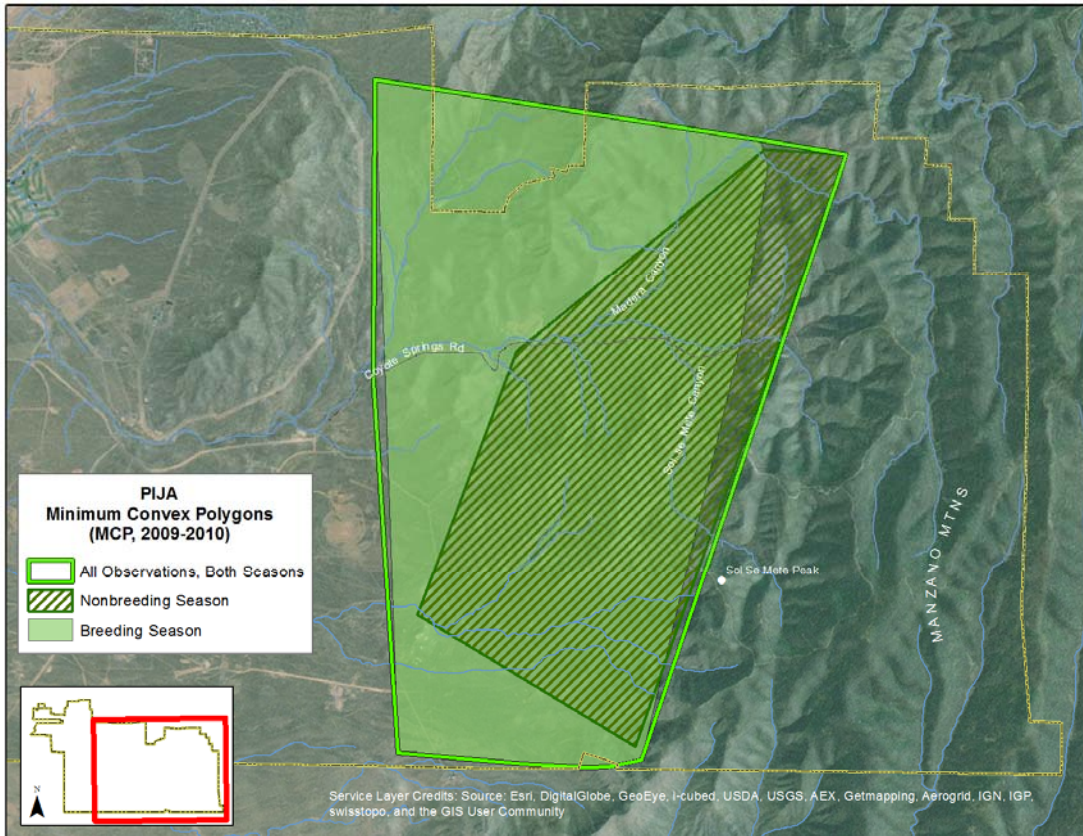 Madera Canyon
Coyote Springs Rd
Sol se Mete Canyon
PIJA
Minimum Convex Polygons
(MCP, 2009-2010)
All Observations, Both Seasons
Nonbreeding Season
Breeding Season
Sol Se Mete Peak
MANZANO MTNS
N
Service Layer Credits: Source: Esri, DigitalGlobe, GeoEye, i-cubed, USDA, USGS, AEX, Getmapping, Aerogrid, IGN, IGP,
swisstopo, and the GIS User Community